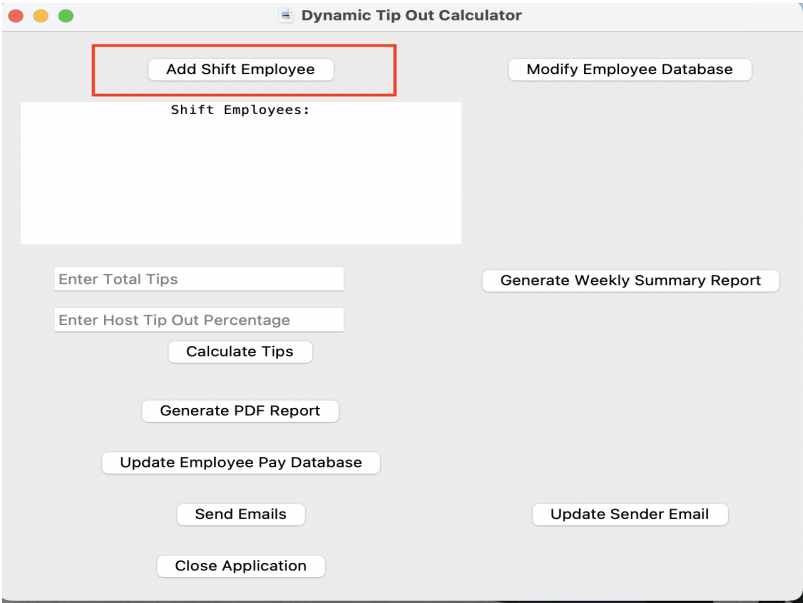 Dynamic Tip Out Calculator
Add Shift Employee
Modify Employee Database
Shift Employees:
Enter Total Tips
Generate Weekly Summary Report
Enter Host Tip Out Percentage
Calculate Tips
Generate PDF Report
Update Employee Pay Database
Send Emails
Update Sender Email
Close Application